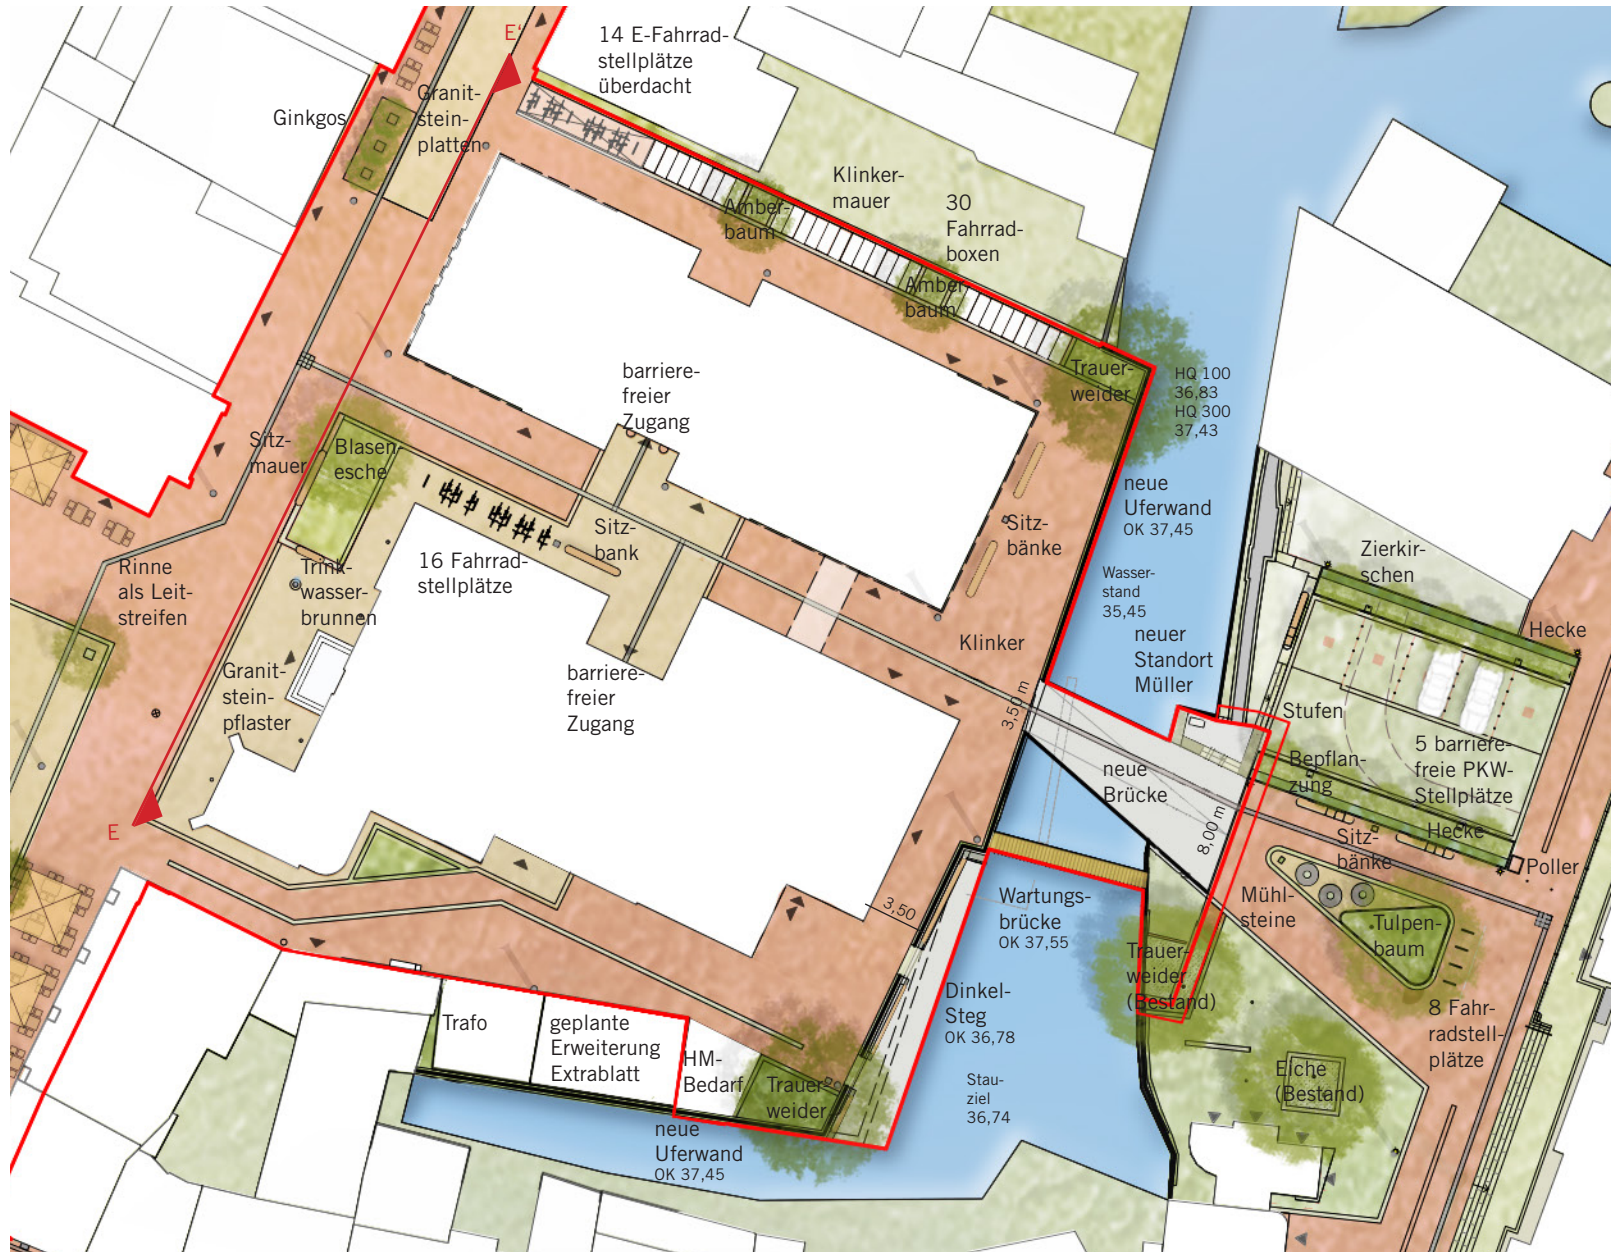 E'
14 E-Fahrrad-
stellplätze
überdacht
Ginkgos
Granit-
stein-
platten
Klinker-
mauer
30
Fahrrad-
boxen
Amber-
baum
Amber-
baum
Trauer-
weider
HQ 100
36,83
HQ 300
37,43
barriere-
freier
Zugang
Sitz-
mauer
Blasen-
esche
neue
Uferwand
OK 37,45
Sitz-
bank
Sitz-
bänke
16 Fahrrad-
stellplätze
Rinne
als Leit-
streifen
Trink-
wasser-
brunnen
Wasser-
stand
35,45
Zierkir-
schen
Hecke
Klinker
neuer
Standort
Müller
Granit-
stein-
pflaster
barriere-
freier
Zugang
3,50 m
Stufen
5 barriere-
freie PKW-
Stellplätze
Bepflan-
zung
neue
Brücke
8,00 m
Sitz-
bänke
Hecke
Poller
E
3,50
Wartungs-
brücke
OK 37,55
Mühl-
steine
Tulpen-
baum
Trauer-
weider
(Bestand)
Dinkel-
Steg
OK 36,78
8 Fahr-
radstell-
plätze
Trafo
geplante
Erweiterung
Extrablatt
HM-
Bedarf
Trauer-
weider
Stau-
ziel
36,74
Eiche
(Bestand)
neue
Uferwand
OK 37,45